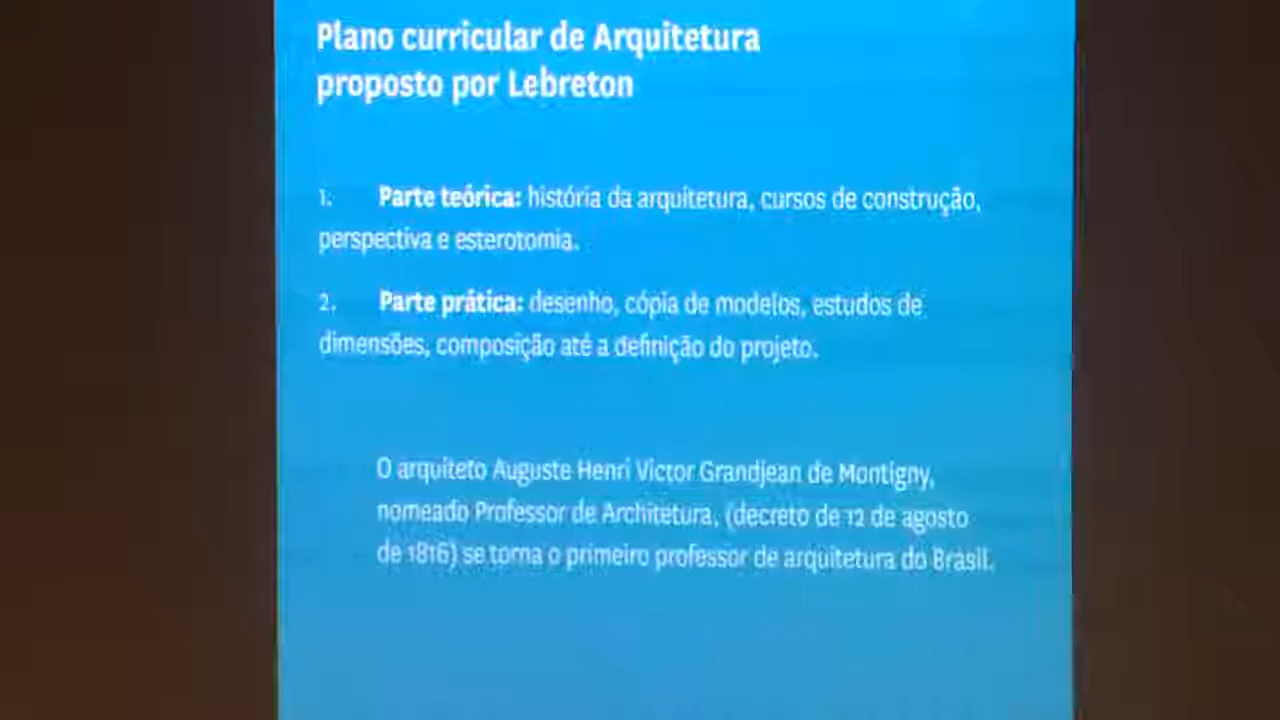 Plano curricular de Arquitetura
proposto por Lebreton
1. Parte teórica: história da arquitetura, cursos de construção,
perspectiva e esterotomia.
2. Parte prática: desenho, cópia de modelos, estudos de
dimensões, composição até a definição do projeto.
O arquiteto Auguste Henri Victor Grandjean de Montigny,
nomeado Professor de Architetura, (decreto de 12 de agosto
de 1816) se torna o primeiro professor de arquitetura do Brasil.